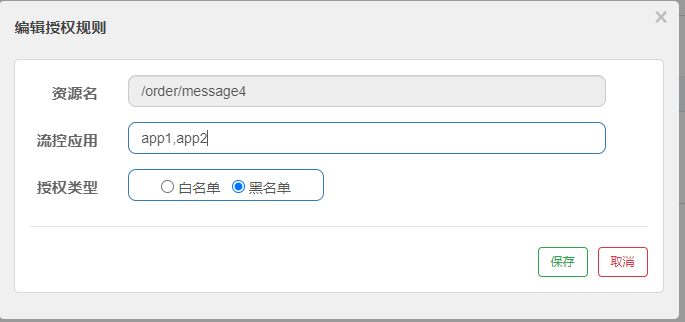 编辑授权规则
×
资源名 /order/message4
流控应用 app1,app2
授权类型 白名单 黑名单
保存 取消